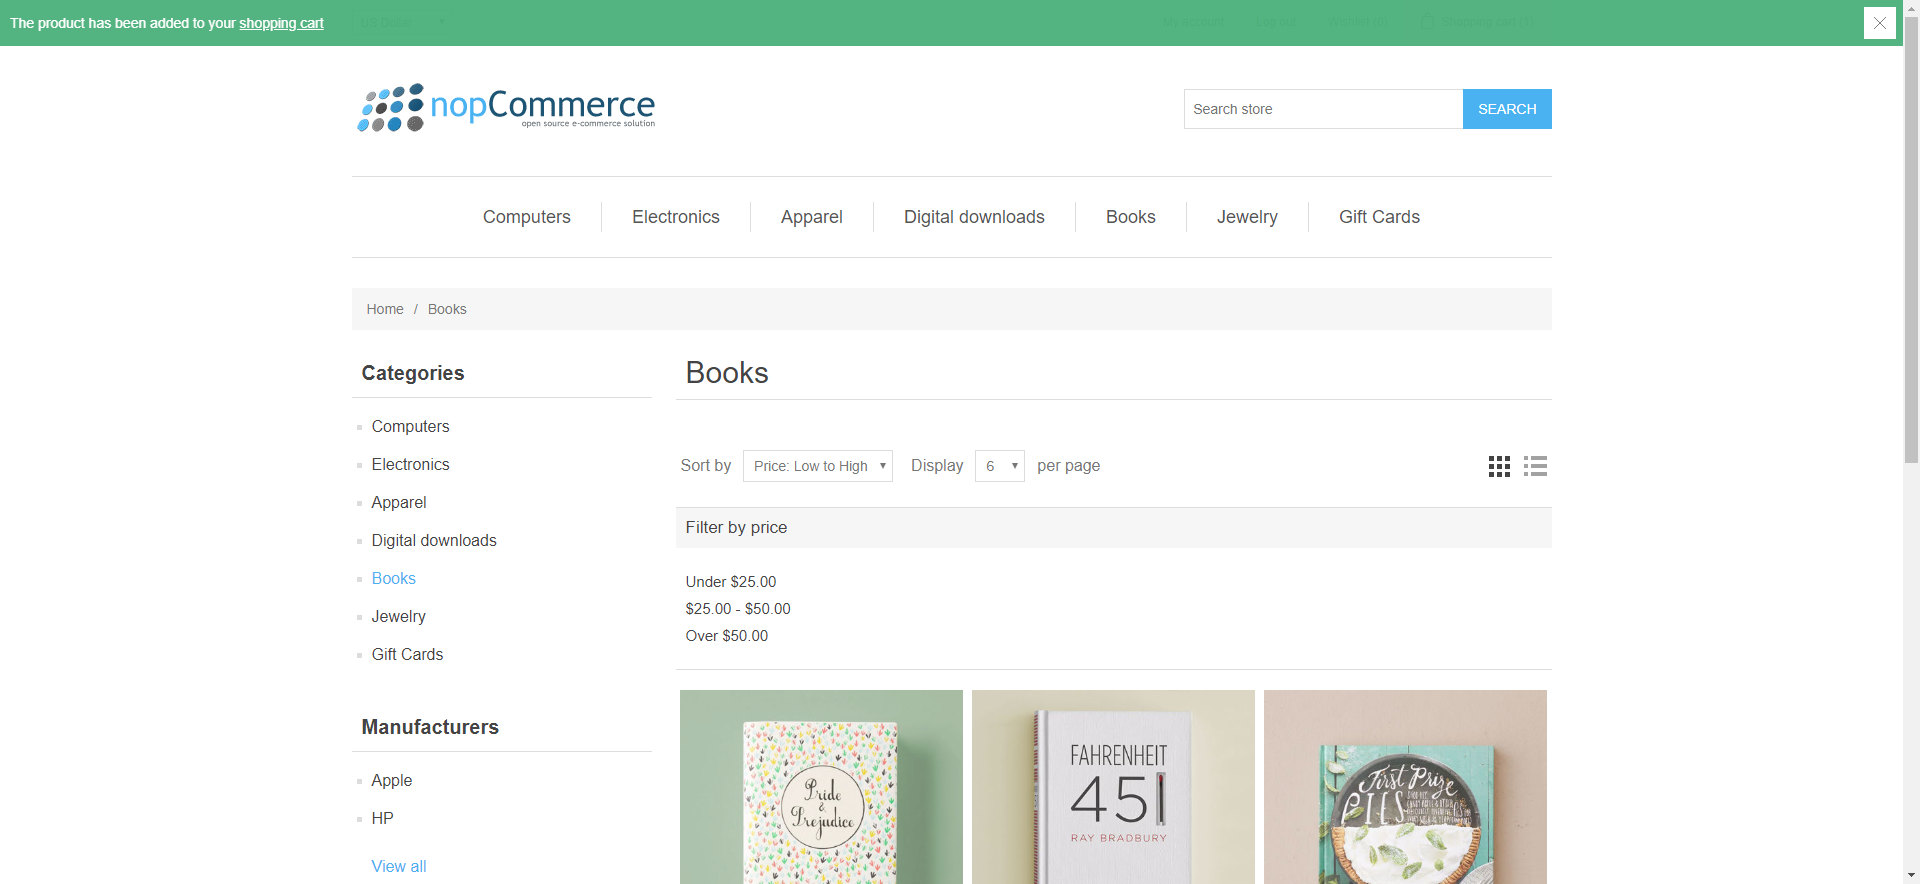 The product has been added to your shopping cart
nopCommerce
open source e-commerce solution
Search store
SEARCH
Computers
Electronics
Apparel
Digital downloads
Books
Jewelry
Gift Cards
Home / Books
Categories
Computers
Electronics
Apparel
Digital downloads
Books
Jewelry
Gift Cards
Manufacturers
Apple
HP
View all
Books
Sort by Price: Low to High Display 6 per page
Filter by price
Under $25.00
$25.00 - $50.00
Over $50.00
Pride
&
Prejudice
FAHRENHEIT
451
RAY BRADBURY
First Prize
PIES